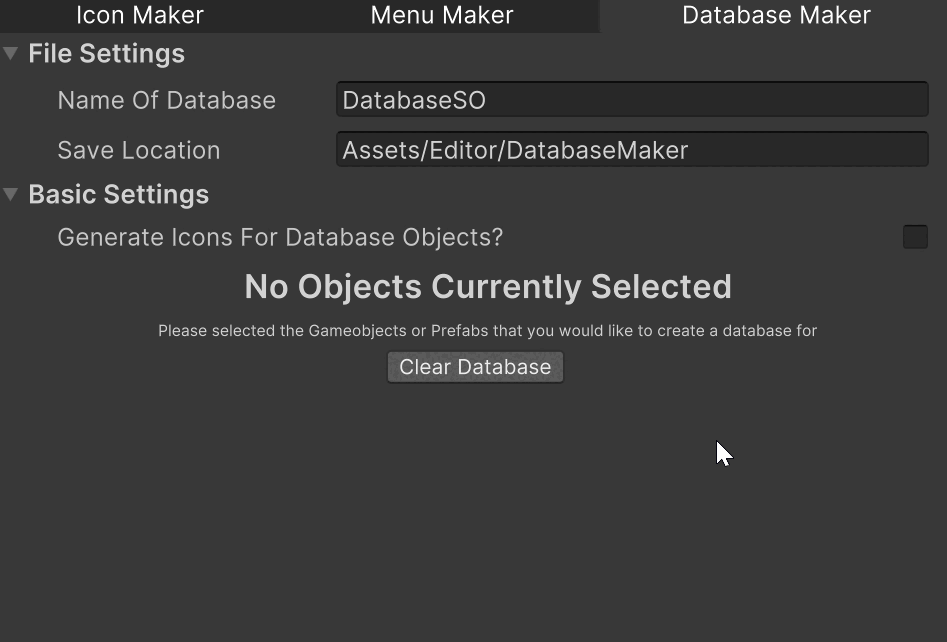 Icon Maker Menu Maker Database Maker
File Settings
Name Of Database DatabaseSO
Save Location Assets/Editor/DatabaseMaker
Basic Settings
Generate Icons For Database Objects?
No Objects Currently Selected
Please selected the Gameobjects or Prefabs that you would like to create a database for
Clear Database